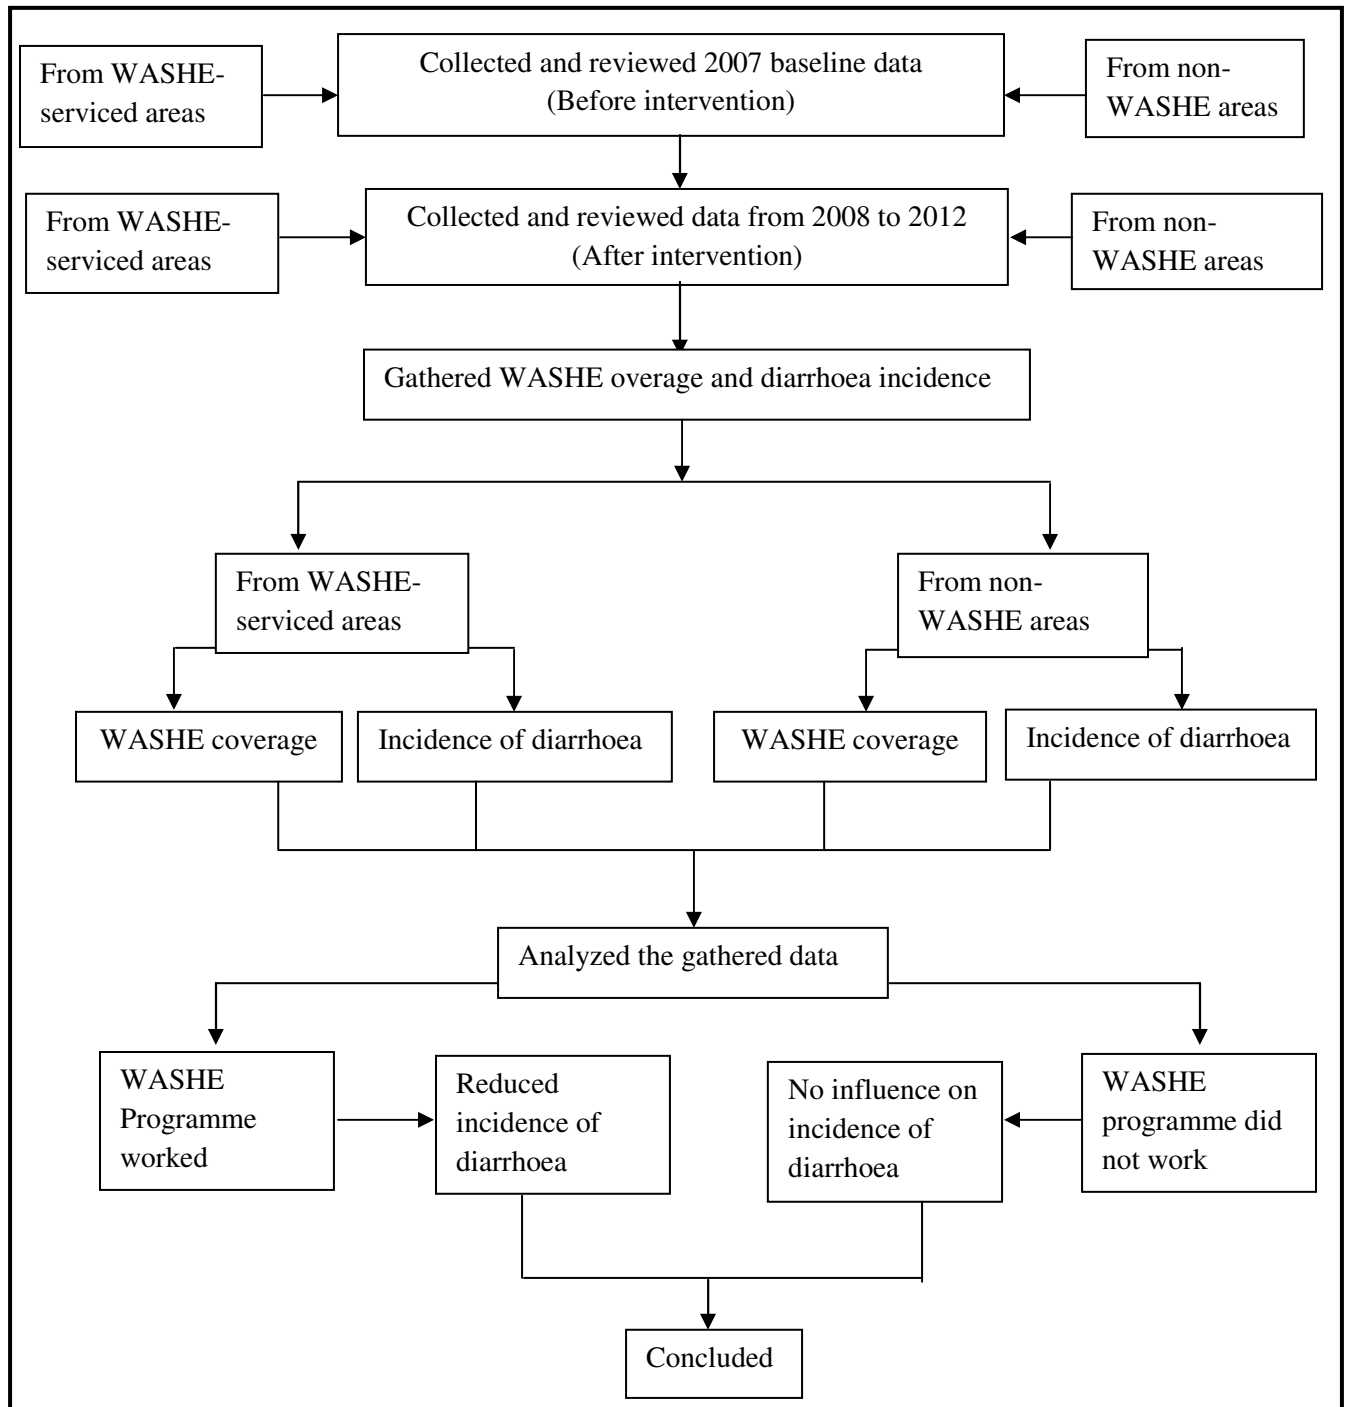 From WASHE-
serviced areas
Collected and reviewed 2007 baseline data
(Before intervention)
From non-
WASHE areas
From WASHE-
serviced areas
Collected and reviewed data from 2008 to 2012
(After intervention)
From non-
WASHE areas
Gathered WASHE overage and diarrhoea incidence
From WASHE-
serviced areas
From non-
WASHE areas
WASHE coverage
Incidence of diarrhoea
WASHE coverage
Incidence of diarrhoea
Analyzed the gathered data
WASHE
Programme
worked
Reduced
incidence of
diarrhoea
No influence on
incidence of
diarrhoea
WASHE
programme did
not work
Concluded